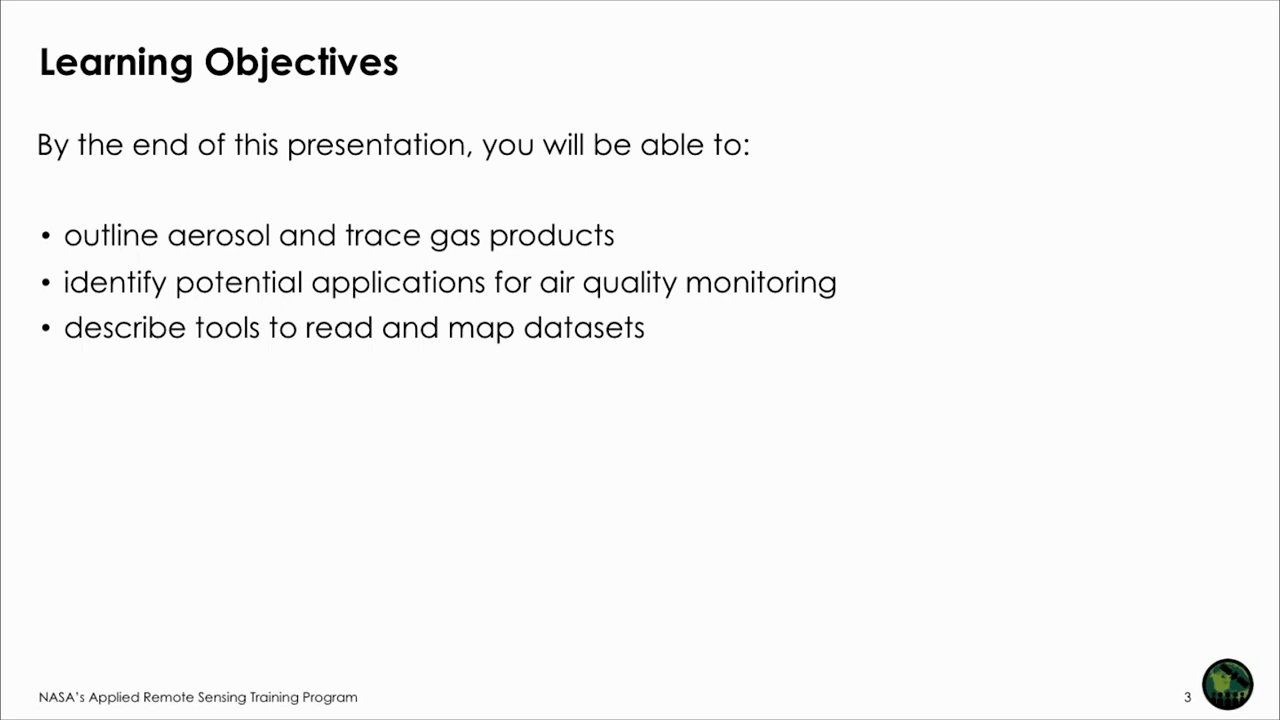 Learning Objectives
By the end of this presentation, you will be able to:
• outline aerosol and trace gas products
• identify potential applications for air quality monitoring
• describe tools to read and map datasets
NASA's Applied Remote Sensing Training Program
3